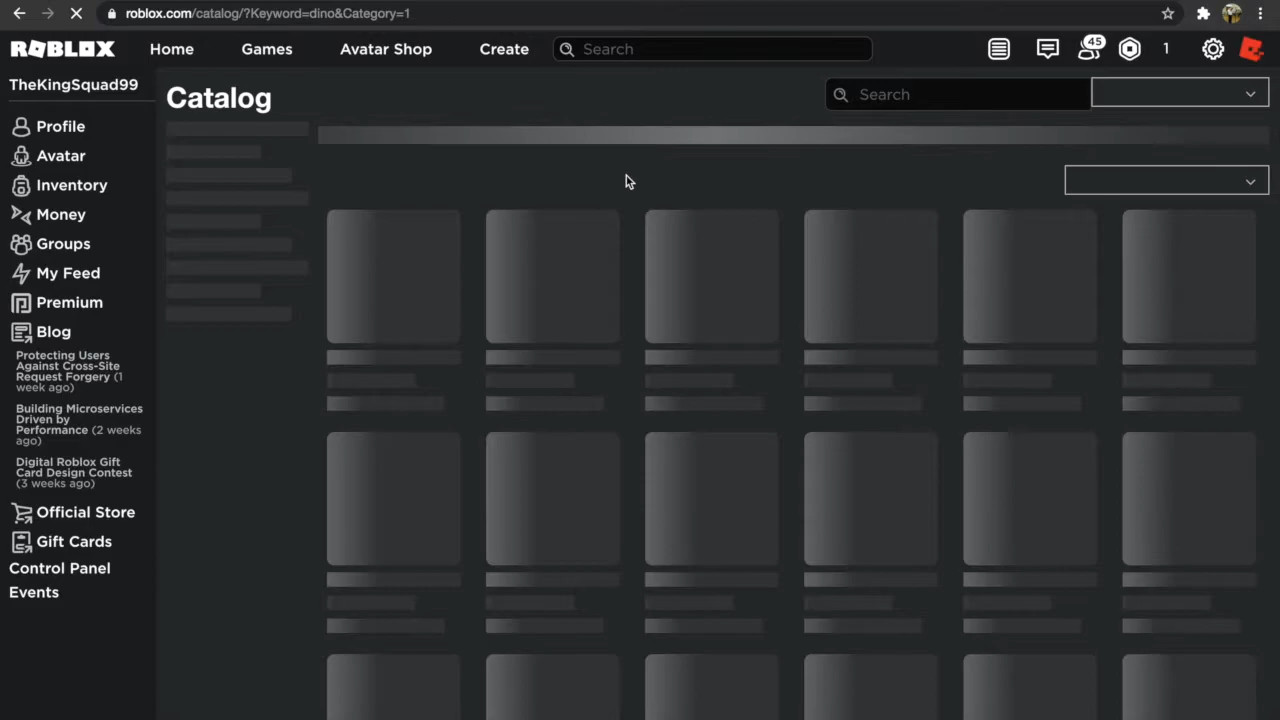 roblox.com/catalog/?Keyword=dino&Category=1
ROBLOX Home Games Avatar Shop Create Search 45 1
TheKingSquad99
Catalog
Search
Profile
Avatar
Inventory
Money
Groups
My Feed
Premium
Blog
Protecting Users
Against Cross-Site
Request Forgery (1
week ago)
Building Microservices
Driven by
Performance (2 weeks
ago)
Digital Roblox Gift
Card Design Contest
(3 weeks ago)
Official Store
Gift Cards
Control Panel
Events